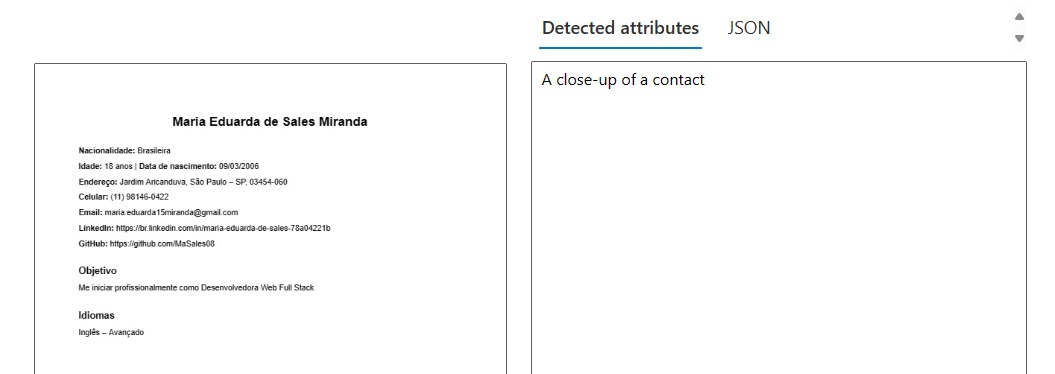 Detected attributes
JSON
Maria Eduarda de Sales Miranda
Nacionalidade: Brasileira
Idade: 18 anos | Data de nascimento: 09/03/2006
Endereço: Jardim Aricanduva, São Paulo – SP, 03454-060
Celular: (11) 98146-0422
Email: maria.eduarda15miranda@gmail.com
LinkedIn: https://br.linkedin.com/in/maria-eduarda-de-sales-78a04221b
GitHub: https://github.com/MaSales08
Objetivo
Me iniciar profissionalmente como Desenvolvedora Web Full Stack
Idiomas
Inglês – Avançado
A close-up of a contact